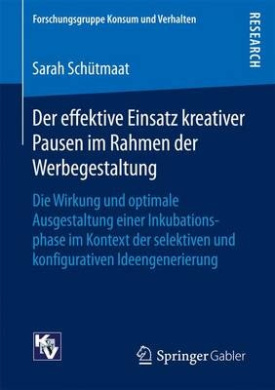 Forschungsgruppe Konsum und Verhalten
RESEARCH
Sarah Schütmaat
Der effektive Einsatz kreativer
Pausen im Rahmen der
Werbegestaltung
Die Wirkung und optimale
Ausgestaltung einer Inkubations-
phase im Kontext der selektiven und
konfigurativen Ideengenerierung
KV
Springer Gabler